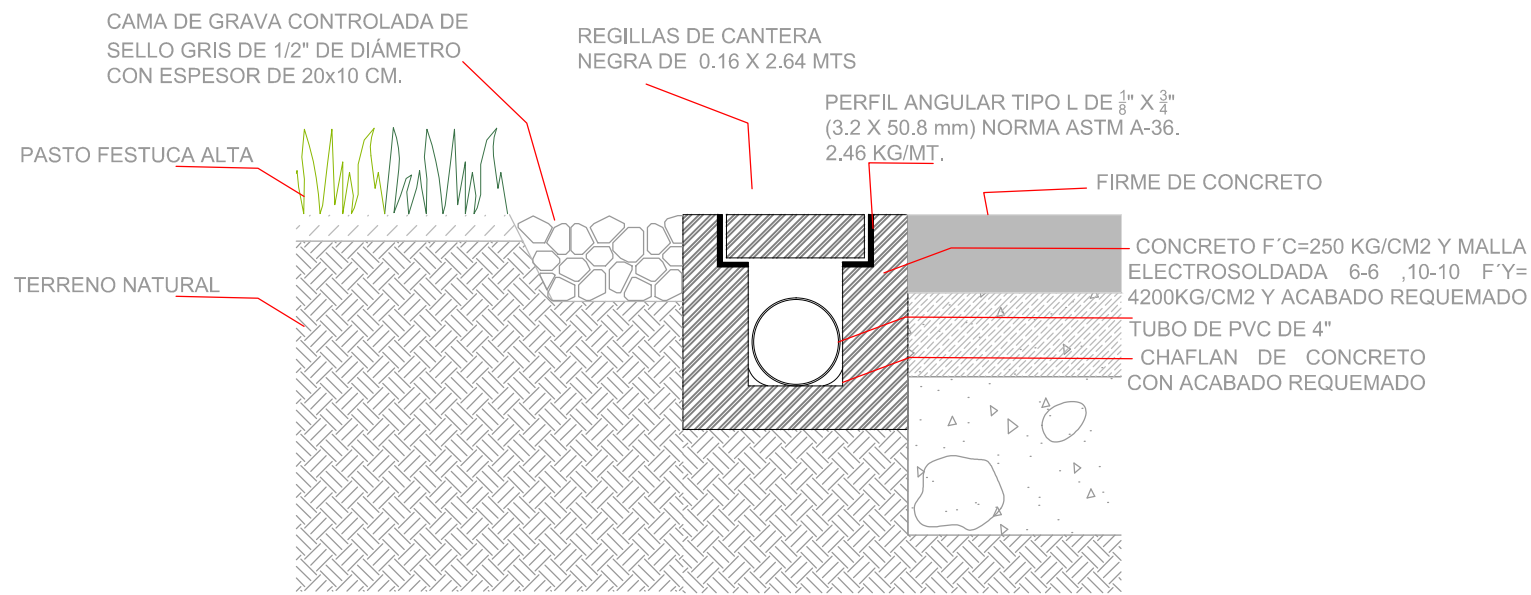 CAMA DE GRAVA CONTROLADA DE
SELLO GRIS DE 1/2" DE DIÁMETRO
CON ESPESOR DE 20x10 CM.
REGILLAS DE CANTERA
NEGRA DE 0.16 X 2.64 MTS
PERFIL ANGULAR TIPO L DE 1/8" X 3/4"
(3.2 X 50.8 mm) NORMA ASTM A-36.
2.46 KG/MT.
PASTO FESTUCA ALTA
FIRME DE CONCRETO
CONCRETO F´C=250 KG/CM2 Y MALLA
ELECTROSOLDADA 6-6 ,10-10 F´Y=
4200KG/CM2 Y ACABADO REQUEMADO
TERRENO NATURAL
TUBO DE PVC DE 4"
CHAFLAN DE CONCRETO
CON ACABADO REQUEMADO